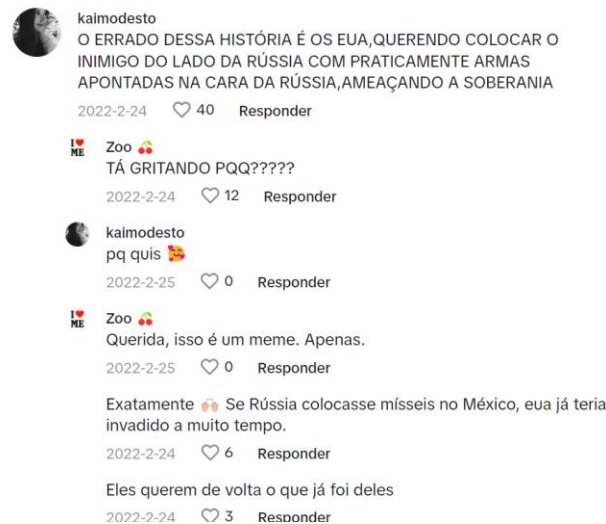 kaimodesto
O ERRADO DESSA HISTÓRIA É OS EUA,QUERENDO COLOCAR O
INIMIGO DO LADO DA RÚSSIA COM PRATICAMENTE ARMAS
APONTADAS NA CARA DA RÚSSIA,AMEAÇANDO A SOBERANIA
2022-2-24 40 Responder
I ❤ ME
Zoo 🍒
TÁ GRITANDO PQQ?????
2022-2-24 12 Responder
kaimodesto
pq quis 🥰
2022-2-25 0 Responder
I ❤ ME
Zoo 🍒
Querida, isso é um meme. Apenas.
2022-2-25 0 Responder
Exatamente 🙌🏻 Se Rússia colocasse mísseis no México, eua já teria
invadido a muito tempo.
2022-2-24 6 Responder
Eles querem de volta o que já foi deles
2022-2-24 3 Responder